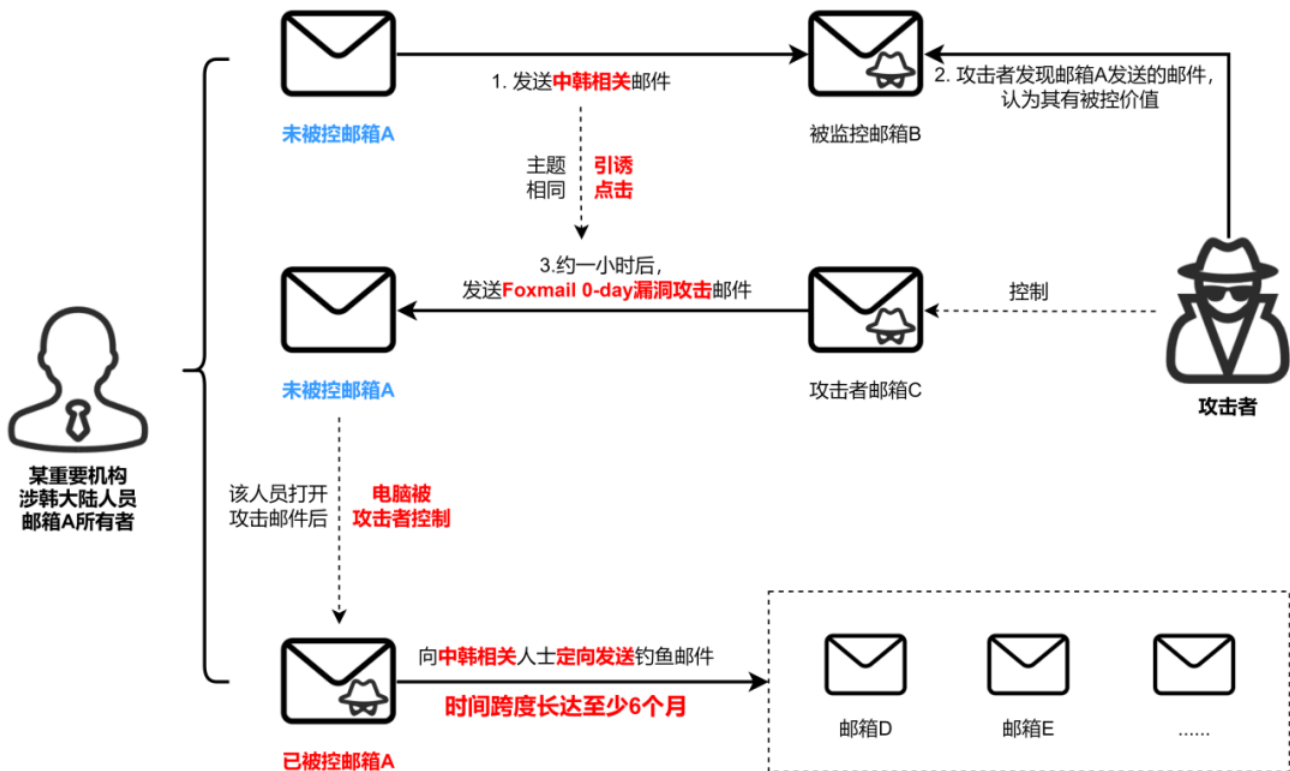 1. 发送中韩相关邮件
2. 攻击者发现邮箱A发送的邮件，
认为其有被控价值
未被控邮箱A
被监控邮箱B
主题
相同
引诱
点击
3.约一小时后，
发送Foxmail 0-day漏洞攻击邮件
控制
未被控邮箱A
攻击者邮箱C
攻击者
某重要机构
涉韩大陆人员
邮箱A所有者
该人员打开
攻击邮件后
电脑被
攻击者控制
向中韩相关人士定向发送钓鱼邮件
时间跨度长达至少6个月
已被控邮箱A
邮箱D
邮箱E
......